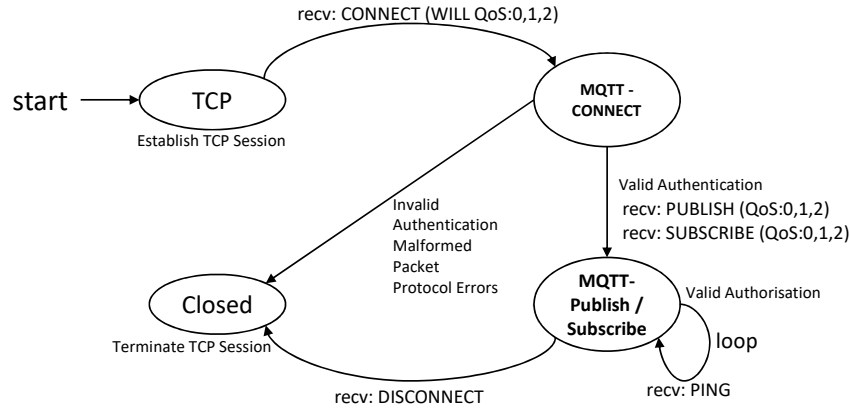 recv: CONNECT (WILL QoS:0,1,2)
start
TCP
Establish TCP Session
MQTT -
CONNECT
Invalid
Authentication
Malformed
Packet
Protocol Errors
Valid Authentication
recv: PUBLISH (QoS:0,1,2)
recv: SUBSCRIBE (QoS:0,1,2)
Closed
Terminate TCP Session
MQTT-
Publish /
Subscribe
Valid Authorisation
loop
recv: PING
recv: DISCONNECT